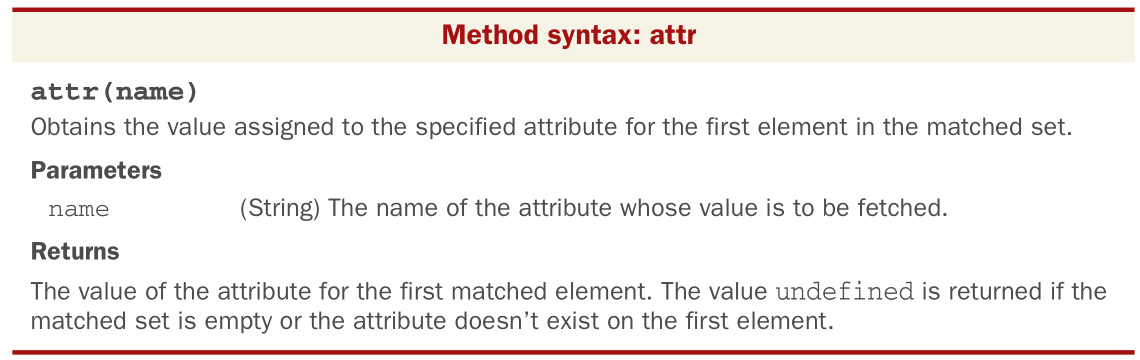 Method syntax: attr
attr(name)
Obtains the value assigned to the specified attribute for the first element in the matched set.
Parameters
name (String) The name of the attribute whose value is to be fetched.
Returns
The value of the attribute for the first matched element. The value undefined is returned if the
matched set is empty or the attribute doesn’t exist on the first element.